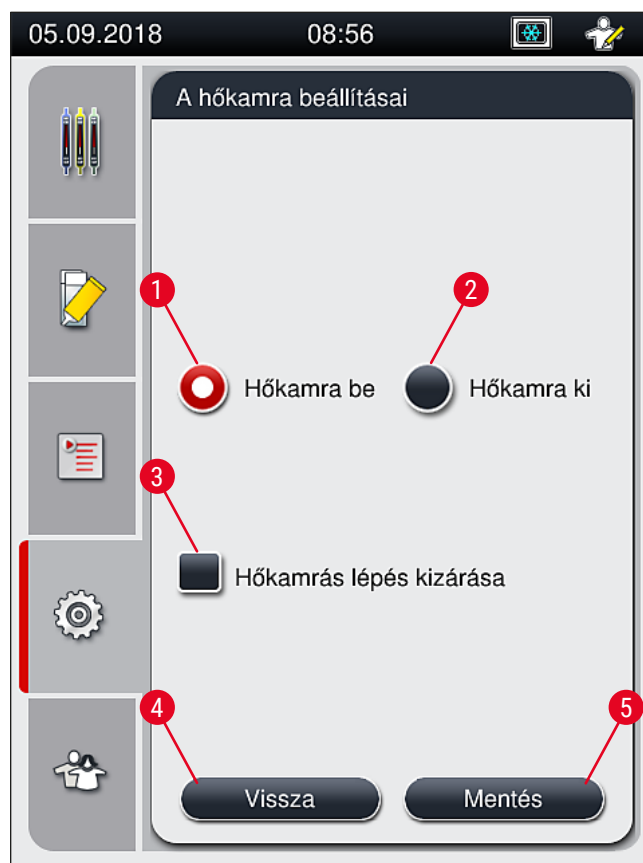 05.09.2018 08:56
A hőkamra beállításai
1 2
Hőkamra be Hőkamra ki
3
Hőkamrás lépés kizárása
4 5
Vissza Mentés